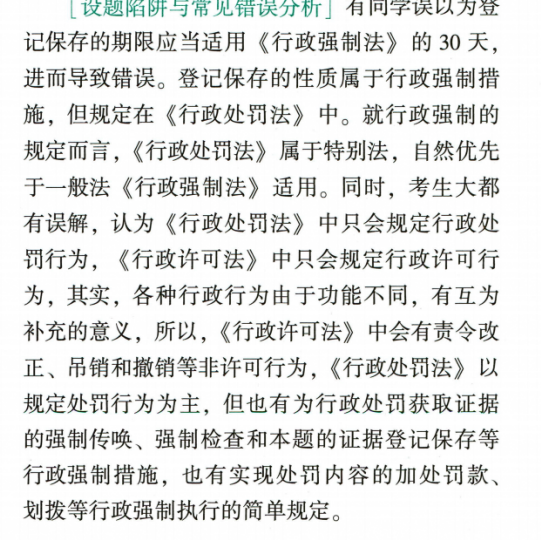 [设题陷阱与常见错误分析] 有同学误以为登
记保存的期限应当适用《行政强制法》的 30 天，
进而导致错误。登记保存的性质属于行政强制措
施，但规定在《行政处罚法》中。就行政强制的
规定而言，《行政处罚法》属于特别法，自然优先
于一般法《行政强制法》适用。同时，考生大都
有误解，认为《行政处罚法》中只会规定行政处
罚行为，《行政许可法》中只会规定行政许可行
为，其实，各种行政行为由于功能不同，有互为
补充的意义，所以，《行政许可法》中会有责令改
正、吊销和撤销等非许可行为，《行政处罚法》以
规定处罚行为为主，但也有为行政处罚获取证据
的强制传唤、强制检查和本题的证据登记保存等
行政强制措施，也有实现处罚内容的加处罚款、
划拨等行政强制执行的简单规定。